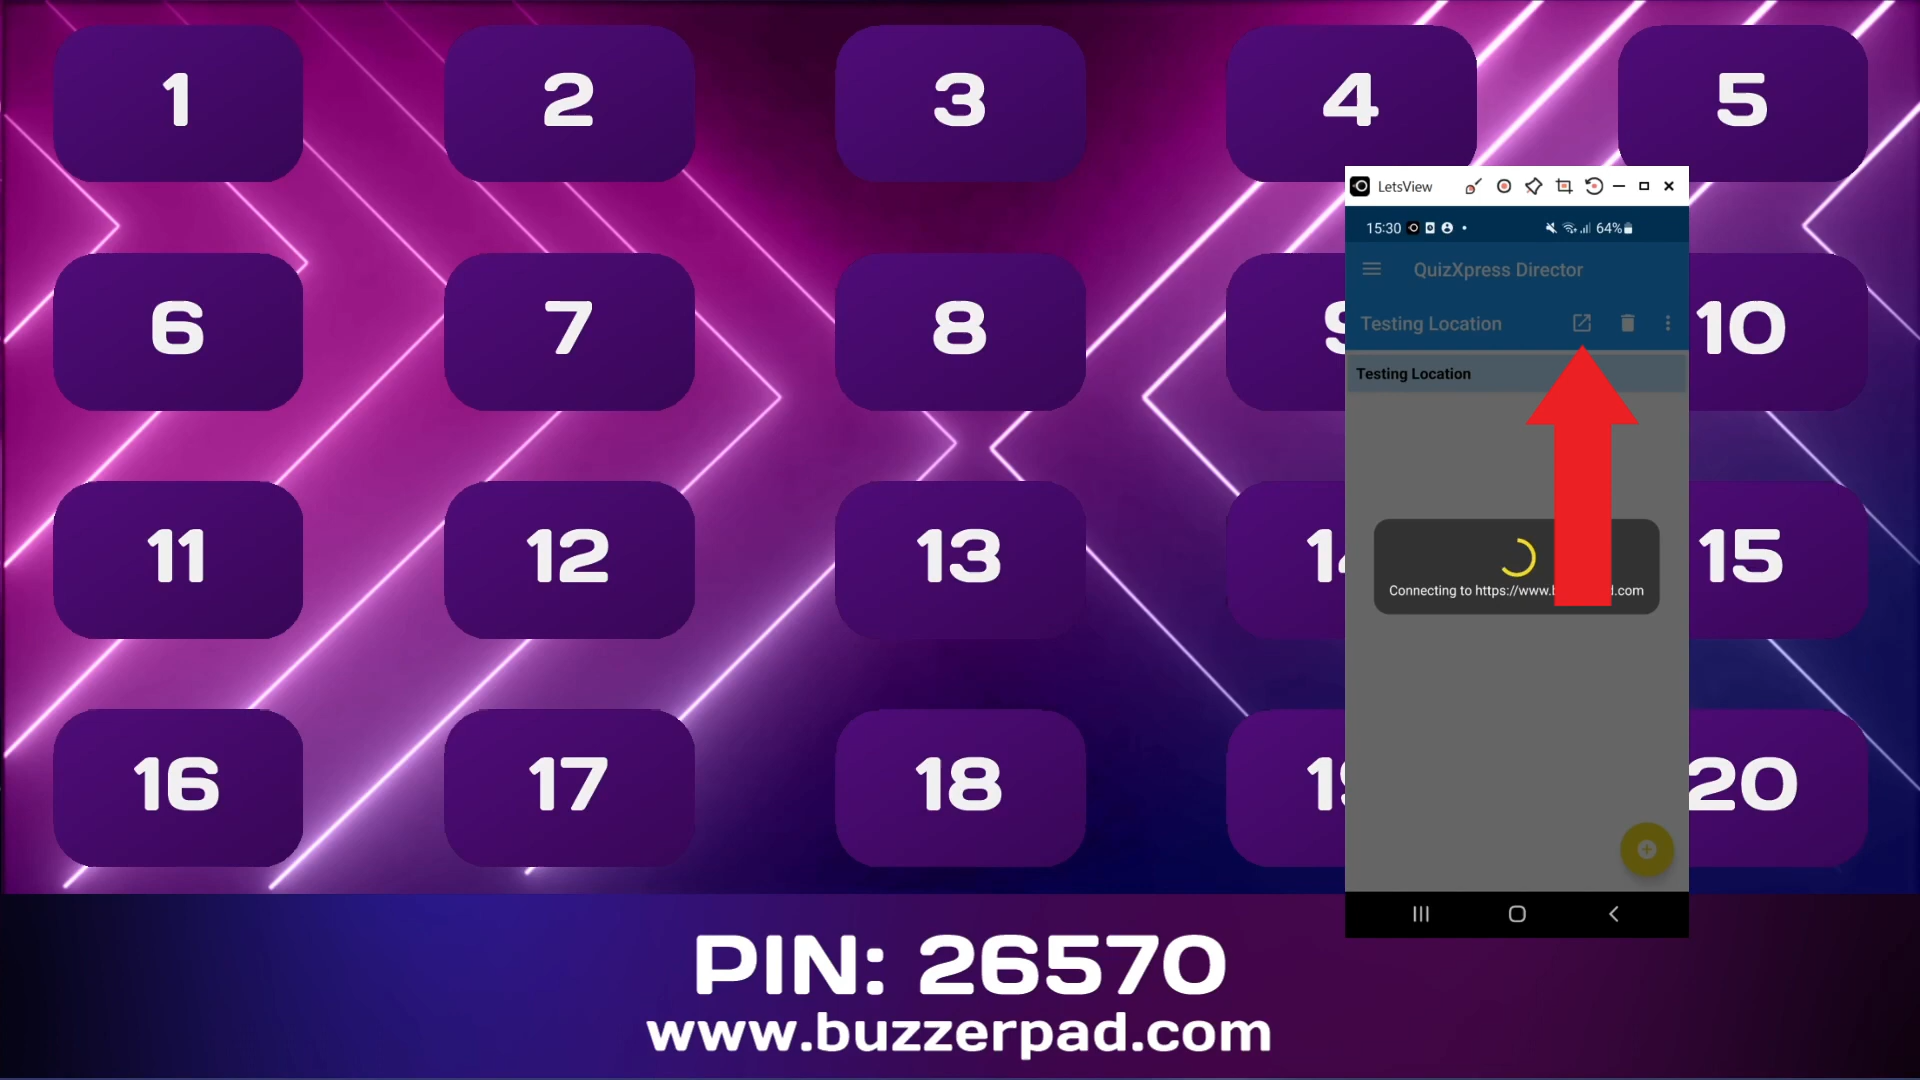 1 2 3 4 5
LetsView
15:30 64%
QuizXpress Director
6 7 8 10
Testing Location
Testing Location
11 12 13 15
Connecting to https://www. .com
16 17 18 20
PIN: 26570
www.buzzerpad.com